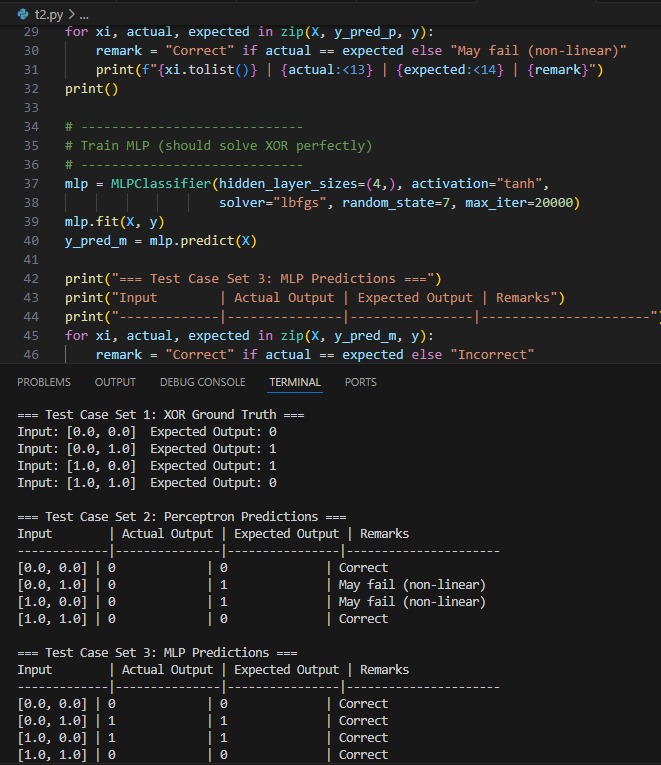 t2.py > ...
29 for xi, actual, expected in zip(X, y_pred_p, y):
30     remark = "Correct" if actual == expected else "May fail (non-linear)"
31     print(f"{xi.tolist()} | {actual:<13} | {expected:<14} | {remark}")
32 print()
33
34 # -----------------------------
35 # Train MLP (should solve XOR perfectly)
36 # -----------------------------
37 mlp = MLPClassifier(hidden_layer_sizes=(4,), activation="tanh",
38                     solver="lbfgs", random_state=7, max_iter=20000)
39 mlp.fit(X, y)
40 y_pred_m = mlp.predict(X)
41
42 print("=== Test Case Set 3: MLP Predictions ===")
43 print("Input        | Actual Output | Expected Output | Remarks")
44 print("-------------|---------------|----------------|----------------------"
45 for xi, actual, expected in zip(X, y_pred_m, y):
46     remark = "Correct" if actual == expected else "Incorrect"
PROBLEMS OUTPUT DEBUG CONSOLE TERMINAL PORTS
=== Test Case Set 1: XOR Ground Truth ===
Input: [0.0, 0.0]  Expected Output: 0
Input: [0.0, 1.0]  Expected Output: 1
Input: [1.0, 0.0]  Expected Output: 1
Input: [1.0, 1.0]  Expected Output: 0

=== Test Case Set 2: Perceptron Predictions ===
Input        | Actual Output | Expected Output | Remarks
-------------|---------------|----------------|----------------------
[0.0, 0.0] | 0             | 0              | Correct
[0.0, 1.0] | 0             | 1              | May fail (non-linear)
[1.0, 0.0] | 0             | 1              | May fail (non-linear)
[1.0, 1.0] | 0             | 0              | Correct

=== Test Case Set 3: MLP Predictions ===
Input        | Actual Output | Expected Output | Remarks
-------------|---------------|----------------|----------------------
[0.0, 0.0] | 0             | 0              | Correct
[0.0, 1.0] | 1             | 1              | Correct
[1.0, 0.0] | 1             | 1              | Correct
[1.0, 1.0] | 0             | 0              | Correct